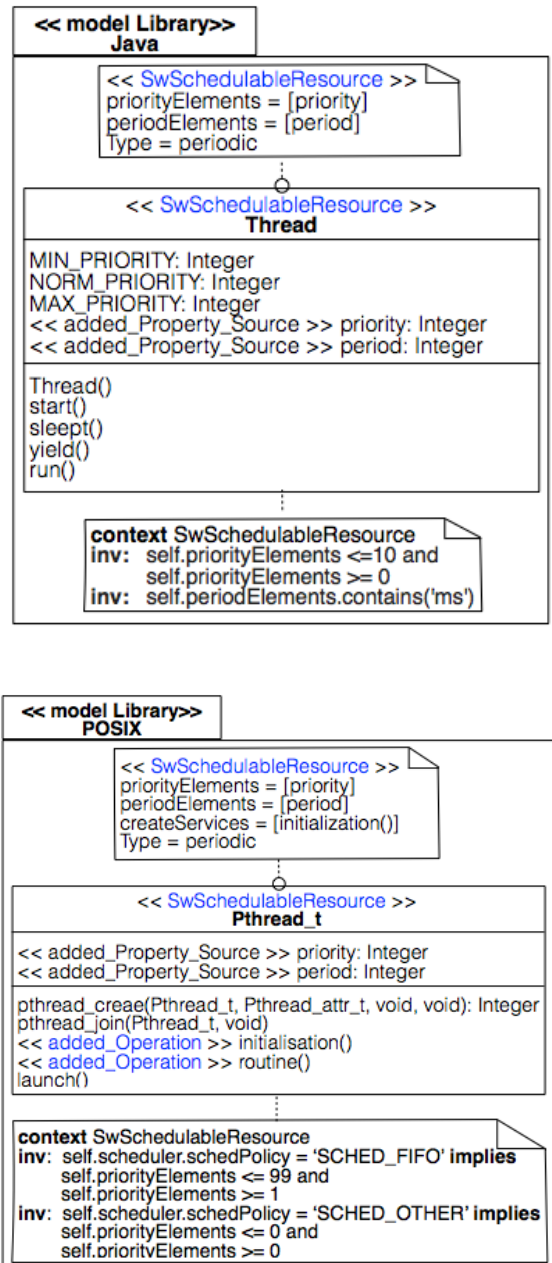 << model Library>>
Java
<< SwSchedulableResource >>
priorityElements = [priority]
periodElements = [period]
Type = periodic
<< SwSchedulableResource >>
Thread
MIN_PRIORITY: Integer
NORM_PRIORITY: Integer
MAX_PRIORITY: Integer
<< added_Property_Source >> priority: Integer
<< added_Property_Source >> period: Integer
Thread()
start()
sleept()
yield()
run()
context SwSchedulableResource
inv: self.priorityElements <=10 and
self.priorityElements >= 0
inv: self.periodElements.contains('ms')
<< model Library>>
POSIX
<< SwSchedulableResource >>
priorityElements = [priority]
periodElements = [period]
createServices = [initialization()]
Type = periodic
<< SwSchedulableResource >>
Pthread_t
<< added_Property_Source >> priority: Integer
<< added_Property_Source >> period: Integer
pthread_creae(Pthread_t, Pthread_attr_t, void, void): Integer
pthread_join(Pthread_t, void)
<< added_Operation >> initialisation()
<< added_Operation >> routine()
launch()
context SwSchedulableResource
inv: self.scheduler.schedPolicy = ‘SCHED_FIFO’ implies
self.priorityElements <= 99 and
self.priorityElements >= 1
inv: self.scheduler.schedPolicy = ‘SCHED_OTHER’ implies
self.priorityElements <= 0 and
self.priorityElements >= 0